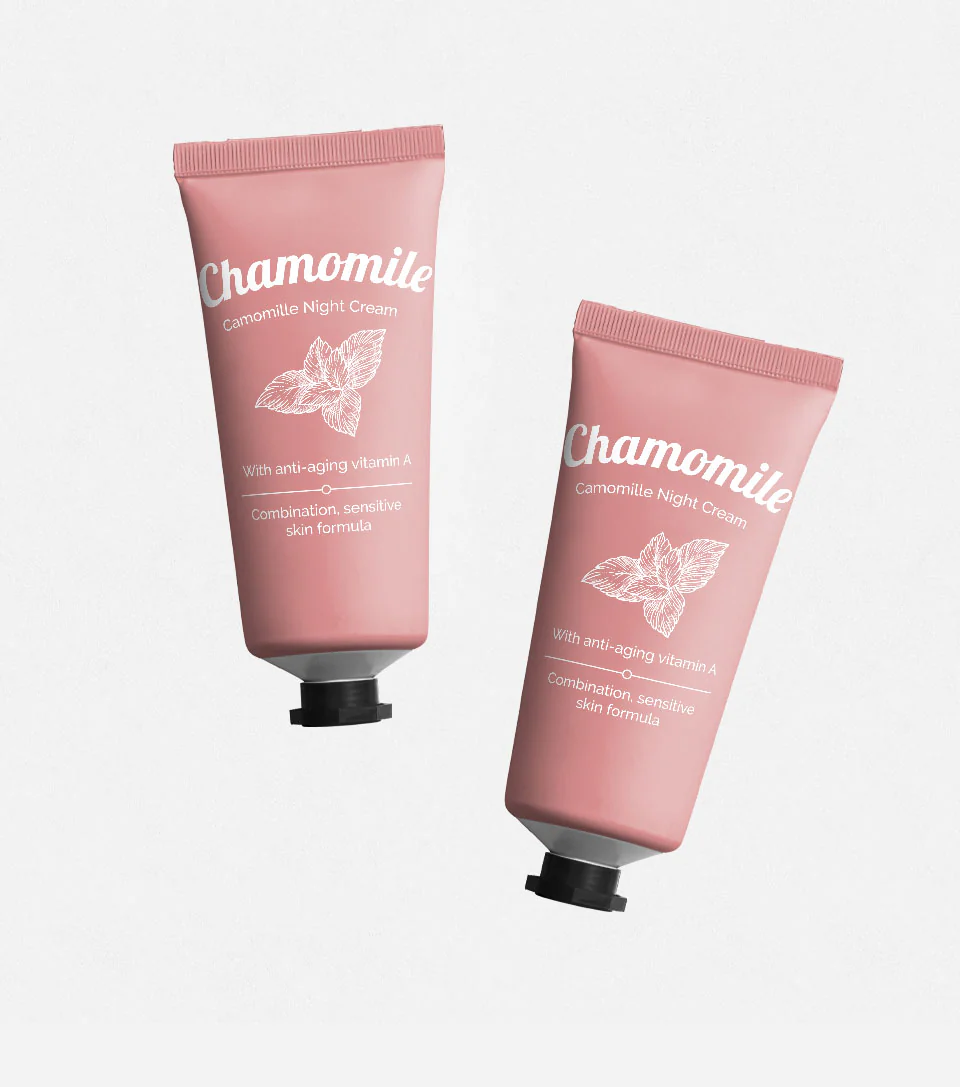 Chamomile
Camomille Night Cream
With anti-aging vitamin A
Combination, sensitive
skin formula
Chamomile
Camomille Night Cream
With anti-aging vitamin A
Combination, sensitive
skin formula